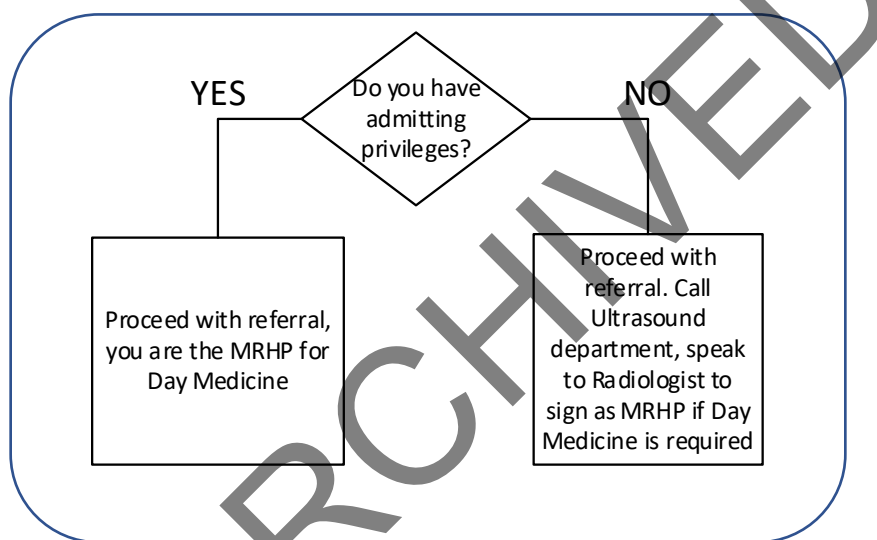 YES
Do you have
admitting
privileges?
NO
Proceed with referral,
you are the MRHP for
Day Medicine
Proceed with
referral. Call
Ultrasound
department, speak
to Radiologist to
sign as MRHP if Day
Medicine is required
ARCHIVED